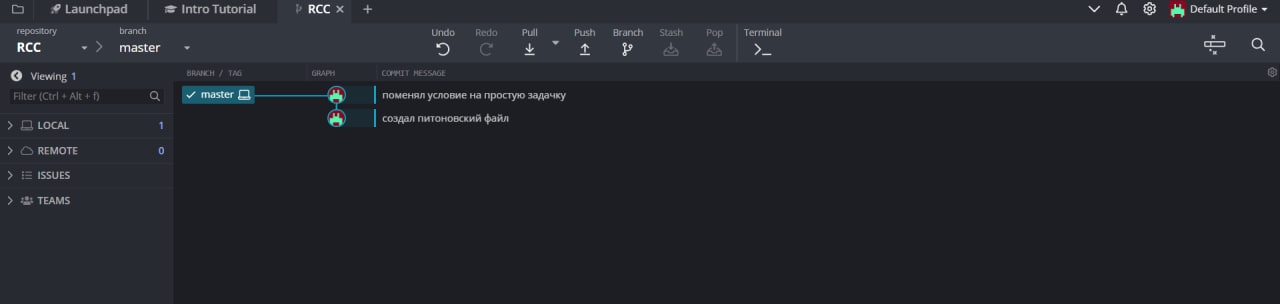 Launchpad
Intro Tutorial
RCC
Default Profile
repository
RCC
branch
master
Undo
Redo
Pull
Push
Branch
Stash
Pop
Terminal
Viewing 1
Filter (Ctrl + Alt + f)
LOCAL 1
REMOTE 0
ISSUES
TEAMS
BRANCH / TAG
GRAPH
COMMIT MESSAGE
master
поменял условие на простую задачку
создал питоновский файл